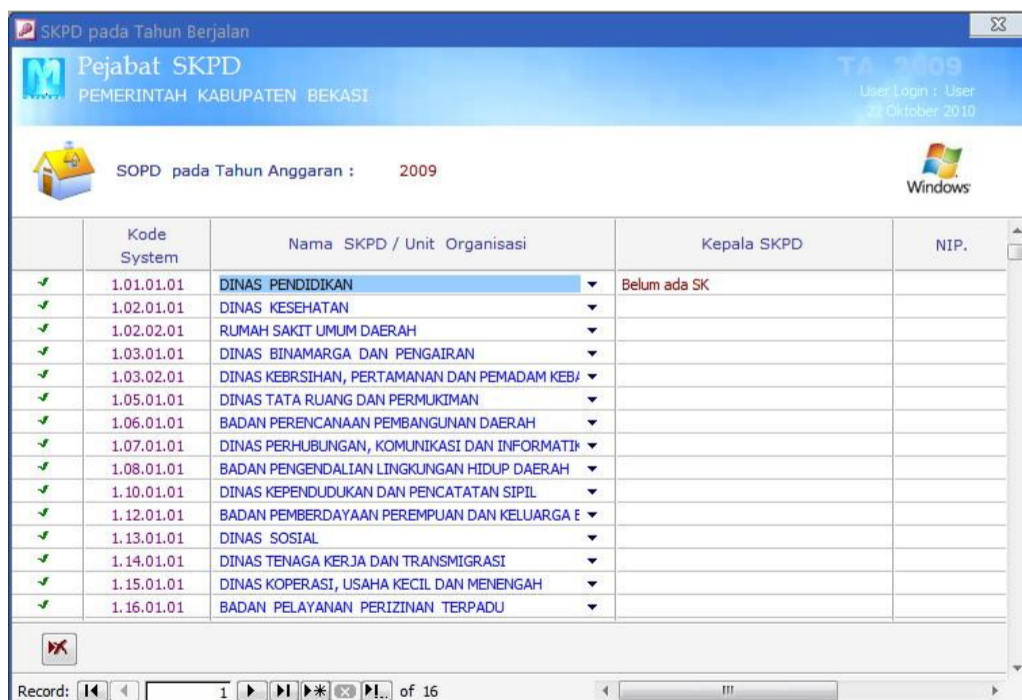 SKPD pada Tahun Berjalan
Pejabat SKPD
PEMERINTAH KABUPATEN BEKASI
TA 2009
User Login : User
22 Oktober 2010
SOPD pada Tahun Anggaran : 2009
Windows
Kode System Nama SKPD / Unit Organisasi Kepala SKPD NIP.
1.01.01.01 DINAS PENDIDIKAN Belum ada SK
1.02.01.01 DINAS KESEHATAN
1.02.02.01 RUMAH SAKIT UMUM DAERAH
1.03.01.01 DINAS BINAMARGA DAN PENGAIRAN
1.03.02.01 DINAS KEBRSIHAN, PERTAMANAN DAN PEMADAM KEBA
1.05.01.01 DINAS TATA RUANG DAN PERMUKIMAN
1.06.01.01 BADAN PERENCANAAN PEMBANGUNAN DAERAH
1.07.01.01 DINAS PERHUBUNGAN, KOMUNIKASI DAN INFORMATIK
1.08.01.01 BADAN PENGENDALIAN LINGKUNGAN HIDUP DAERAH
1.10.01.01 DINAS KEPENDUDUKAN DAN PENCATATAN SIPIL
1.12.01.01 BADAN PEMBERDAYAAN PEREMPUAN DAN KELUARGA B
1.13.01.01 DINAS SOSIAL
1.14.01.01 DINAS TENAGA KERJA DAN TRANSMIGRASI
1.15.01.01 DINAS KOPERASI, USAHA KECIL DAN MENENGAH
1.16.01.01 BADAN PELAYANAN PERIZINAN TERPADU
Record: 1 of 16